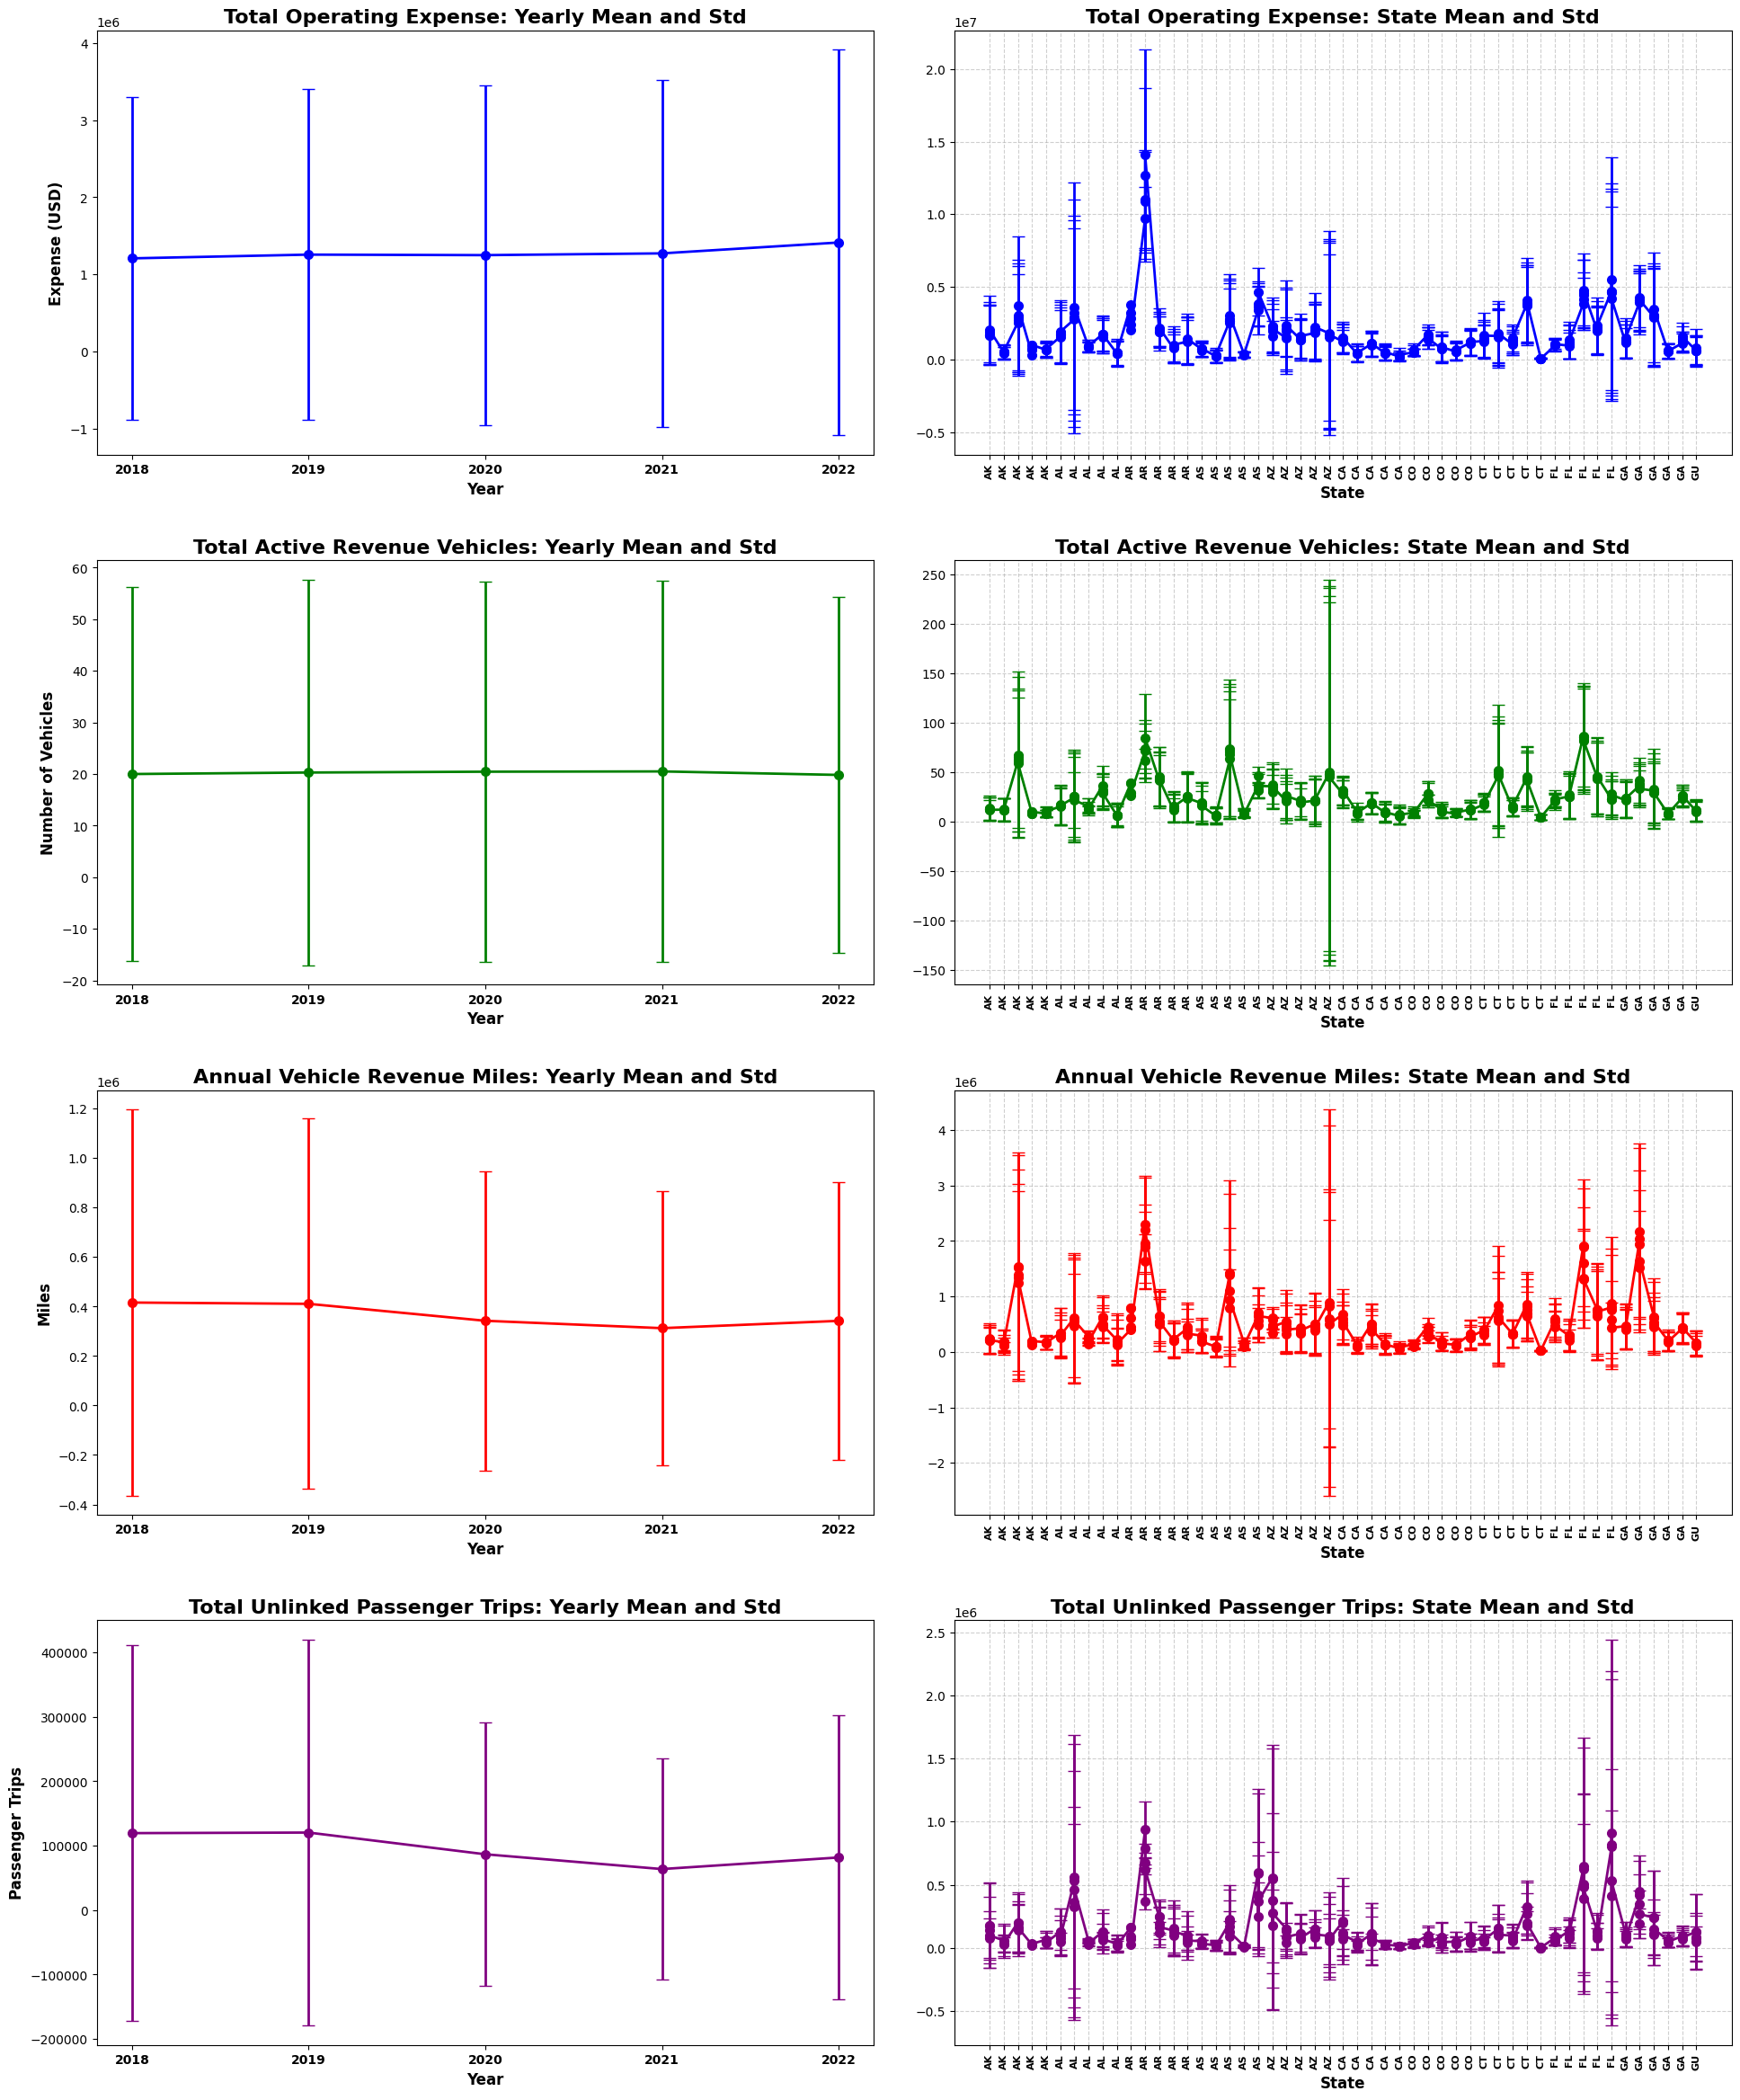 Total Operating Expense: Yearly Mean and Std
1e6
Expense (USD)
4
3
2
1
0
−1
2018 2019 2020 2021 2022
Year
Total Operating Expense: State Mean and Std
1e7
2.0
1.5
1.0
0.5
0.0
−0.5
AK AK AK AK AK AL AL AL AL AL AR AR AR AR AR AS AS AS AS AS AZ AZ AZ AZ AZ CA CA CA CA CA CO CO CO CO CO CT CT CT CT CT FL FL FL FL FL GA GA GA GA GA GU
State
Total Active Revenue Vehicles: Yearly Mean and Std
Number of Vehicles
60
50
40
30
20
10
0
−10
−20
2018 2019 2020 2021 2022
Year
Total Active Revenue Vehicles: State Mean and Std
250
200
150
100
50
0
−50
−100
−150
AK AK AK AK AK AL AL AL AL AL AR AR AR AR AR AS AS AS AS AS AZ AZ AZ AZ AZ CA CA CA CA CA CO CO CO CO CO CT CT CT CT CT FL FL FL FL FL GA GA GA GA GA GU
State
Annual Vehicle Revenue Miles: Yearly Mean and Std
1e6
Miles
1.2
1.0
0.8
0.6
0.4
0.2
0.0
−0.2
−0.4
2018 2019 2020 2021 2022
Year
Annual Vehicle Revenue Miles: State Mean and Std
1e6
4
3
2
1
0
−1
−2
AK AK AK AK AK AL AL AL AL AL AR AR AR AR AR AS AS AS AS AS AZ AZ AZ AZ AZ CA CA CA CA CA CO CO CO CO CO CT CT CT CT CT FL FL FL FL FL GA GA GA GA GA GU
State
Total Unlinked Passenger Trips: Yearly Mean and Std
Passenger Trips
400000
300000
200000
100000
0
−100000
−200000
2018 2019 2020 2021 2022
Year
Total Unlinked Passenger Trips: State Mean and Std
1e6
2.5
2.0
1.5
1.0
0.5
0.0
−0.5
AK AK AK AK AK AL AL AL AL AL AR AR AR AR AR AS AS AS AS AS AZ AZ AZ AZ AZ CA CA CA CA CA CO CO CO CO CO CT CT CT CT CT FL FL FL FL FL GA GA GA GA GA GU
State